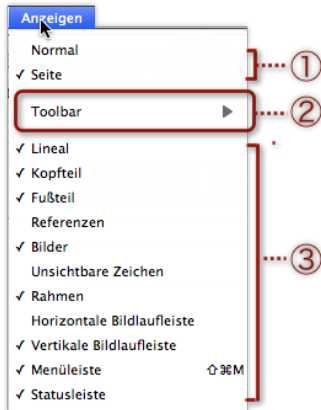 Anzeigen
Normal
✓ Seite
①
Toolbar ▶
②
✓ Lineal
✓ Kopfteil
✓ Fußteil
Referenzen
✓ Bilder
Unsichtbare Zeichen
③
✓ Rahmen
Horizontale Bildlaufleiste
✓ Vertikale Bildlaufleiste
✓ Menüleiste ⇧⌘M
✓ Statusleiste